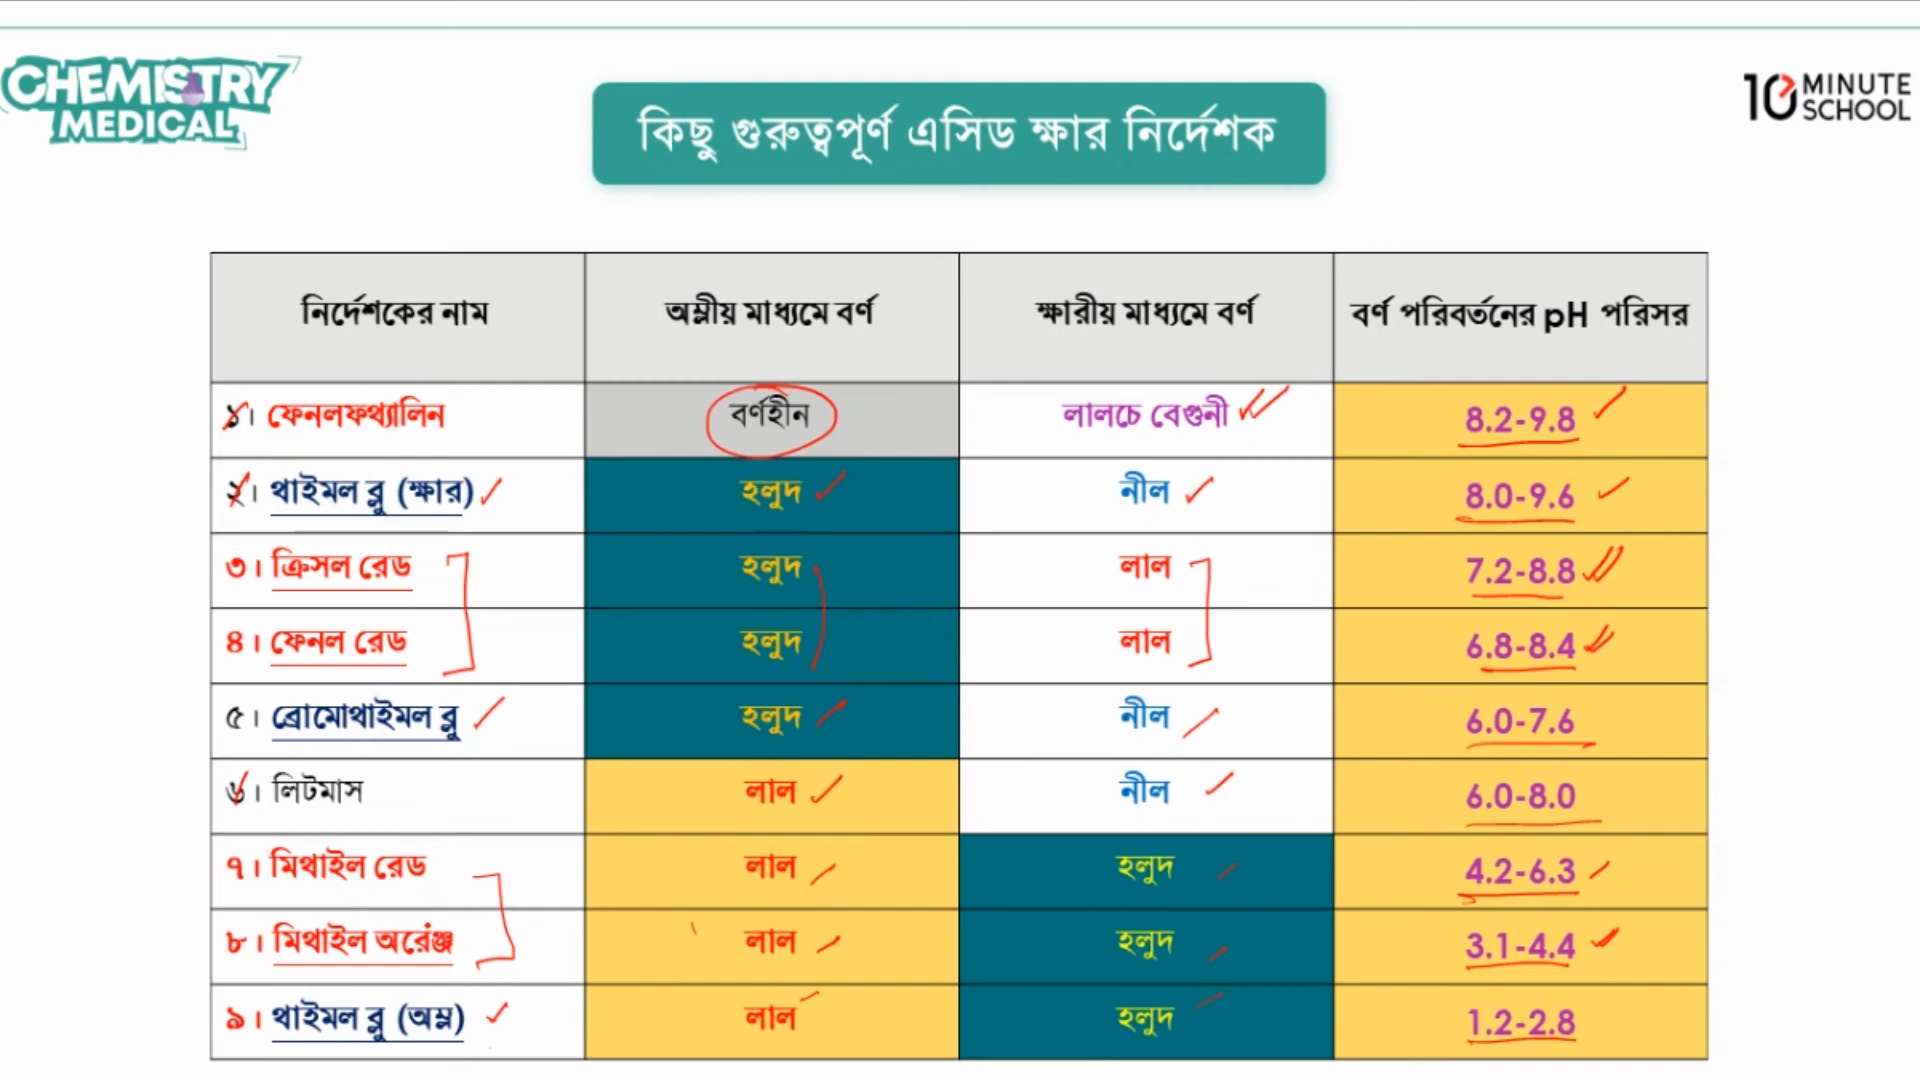 CHEMISTRY
MEDICAL
কিছু গুরুত্বপূর্ণ এসিড ক্ষার নির্দেশক
10 MINUTE
SCHOOL
নির্দেশকের নাম অম্লীয় মাধ্যমে বর্ণ ক্ষারীয় মাধ্যমে বর্ণ বর্ণ পরিবর্তনের pH পরিসর
১। ফেনলফথ্যালিন বর্ণহীন লালচে বেগুনী 8.2-9.8
২। থাইমল ব্লু (ক্ষার) হলুদ নীল 8.0-9.6
৩। ক্রিসল রেড হলুদ লাল 7.2-8.8
৪। ফেনল রেড হলুদ লাল 6.8-8.4
৫। ব্রোমোথাইমল ব্লু হলুদ নীল 6.0-7.6
৬। লিটমাস লাল নীল 6.0-8.0
৭। মিথাইল রেড লাল হলুদ 4.2-6.3
৮। মিথাইল অরেঞ্জ লাল হলুদ 3.1-4.4
৯। থাইমল ব্লু (অম্ল) লাল হলুদ 1.2-2.8